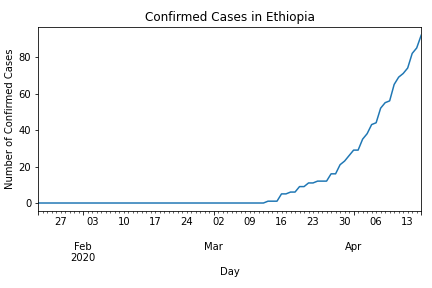 Confirmed Cases in Ethiopia
Number of Confirmed Cases
80
60
40
20
0
27 03 10 17 24 02 09 16 23 30 06 13
Feb Mar Apr
2020
Day